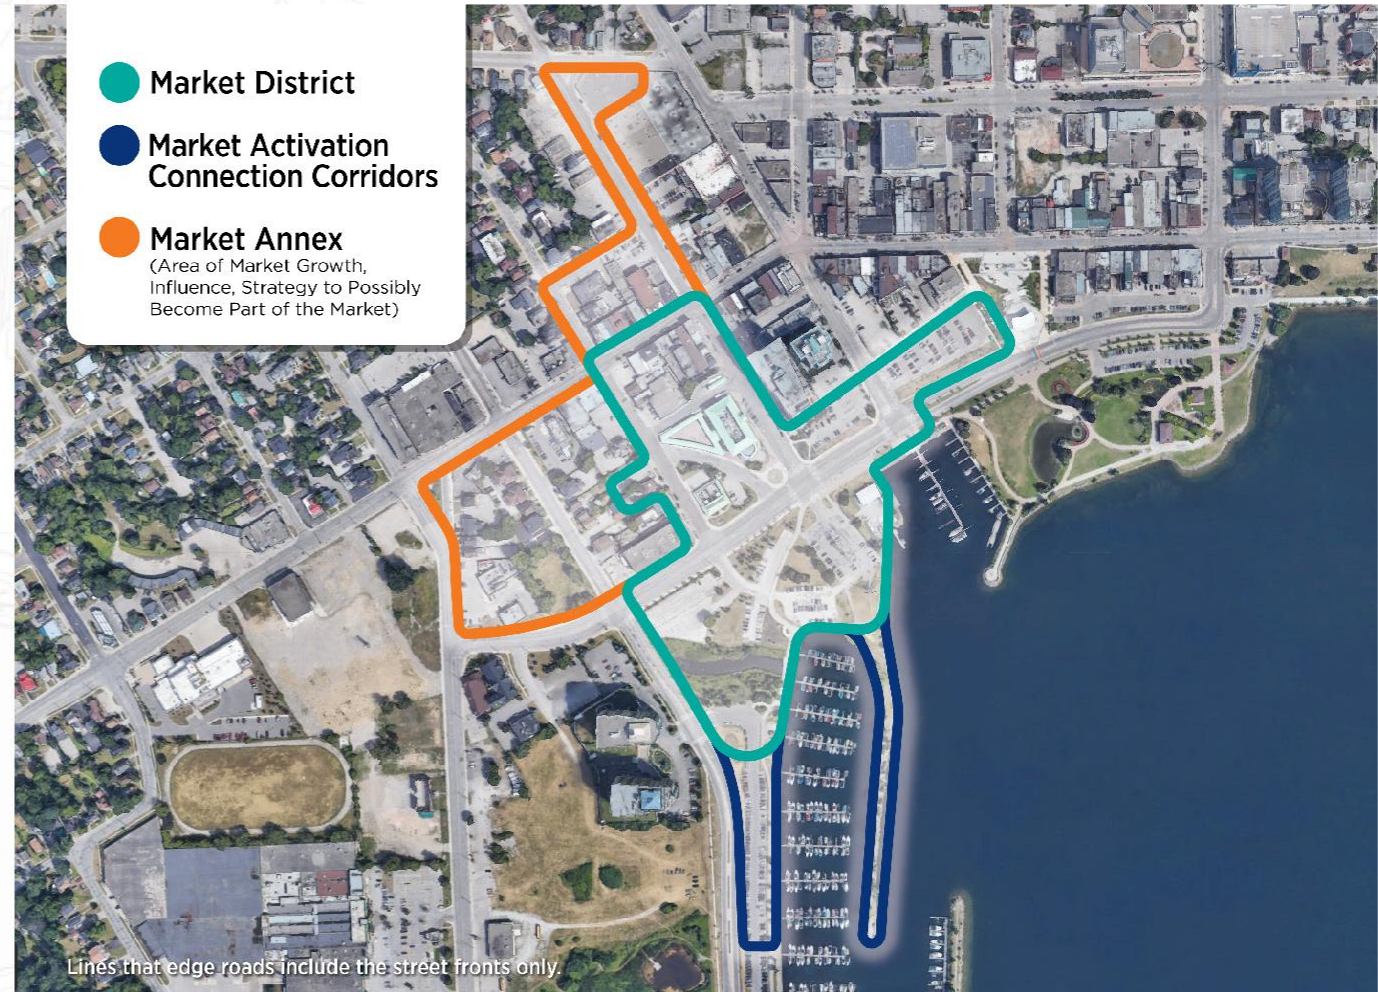 Market District
Market Activation
Connection Corridors
Market Annex
(Area of Market Growth,
Influence, Strategy to Possibly
Become Part of the Market)
Lines that edge roads include the street fronts only.